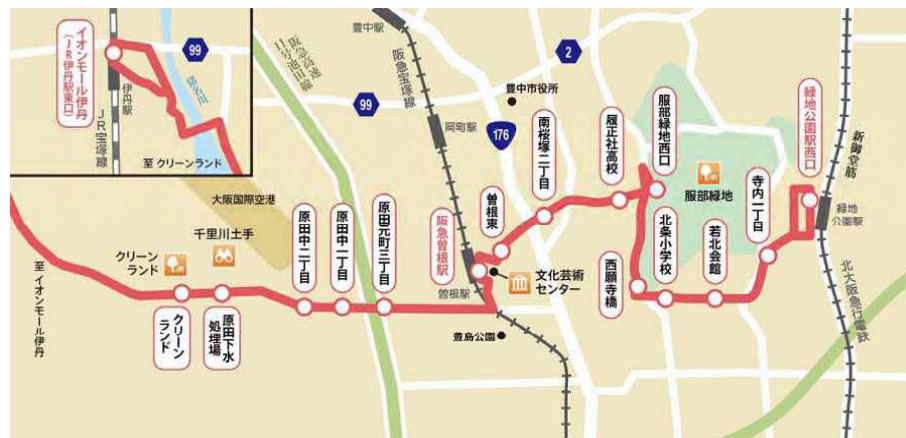 イオンモール伊丹
(JR伊丹駅東口)
伊丹駅
JR宝塚線
99
猪名川
至 クリーンランド
阪急高速
11号池田線
豊中駅
阪急宝塚線
99
岡町駅
豊中市役所
176
2
南桜塚二丁目
履正社高校
服部緑地西口
服部緑地
緑地公園駅西口
新御堂筋
緑地公園駅
北大阪急行電鉄
寺内一丁目
若北会館
北条小学校
西願寺橋
曽根東
阪急曽根駅
曽根駅
文化芸術
センター
豊島公園
大阪国際空港
原田元町三丁目
原田中一丁目
原田中二丁目
千里川土手
クリーン
ランド
原田下水
処理場
クリーン
ランド
至 イオンモール伊丹